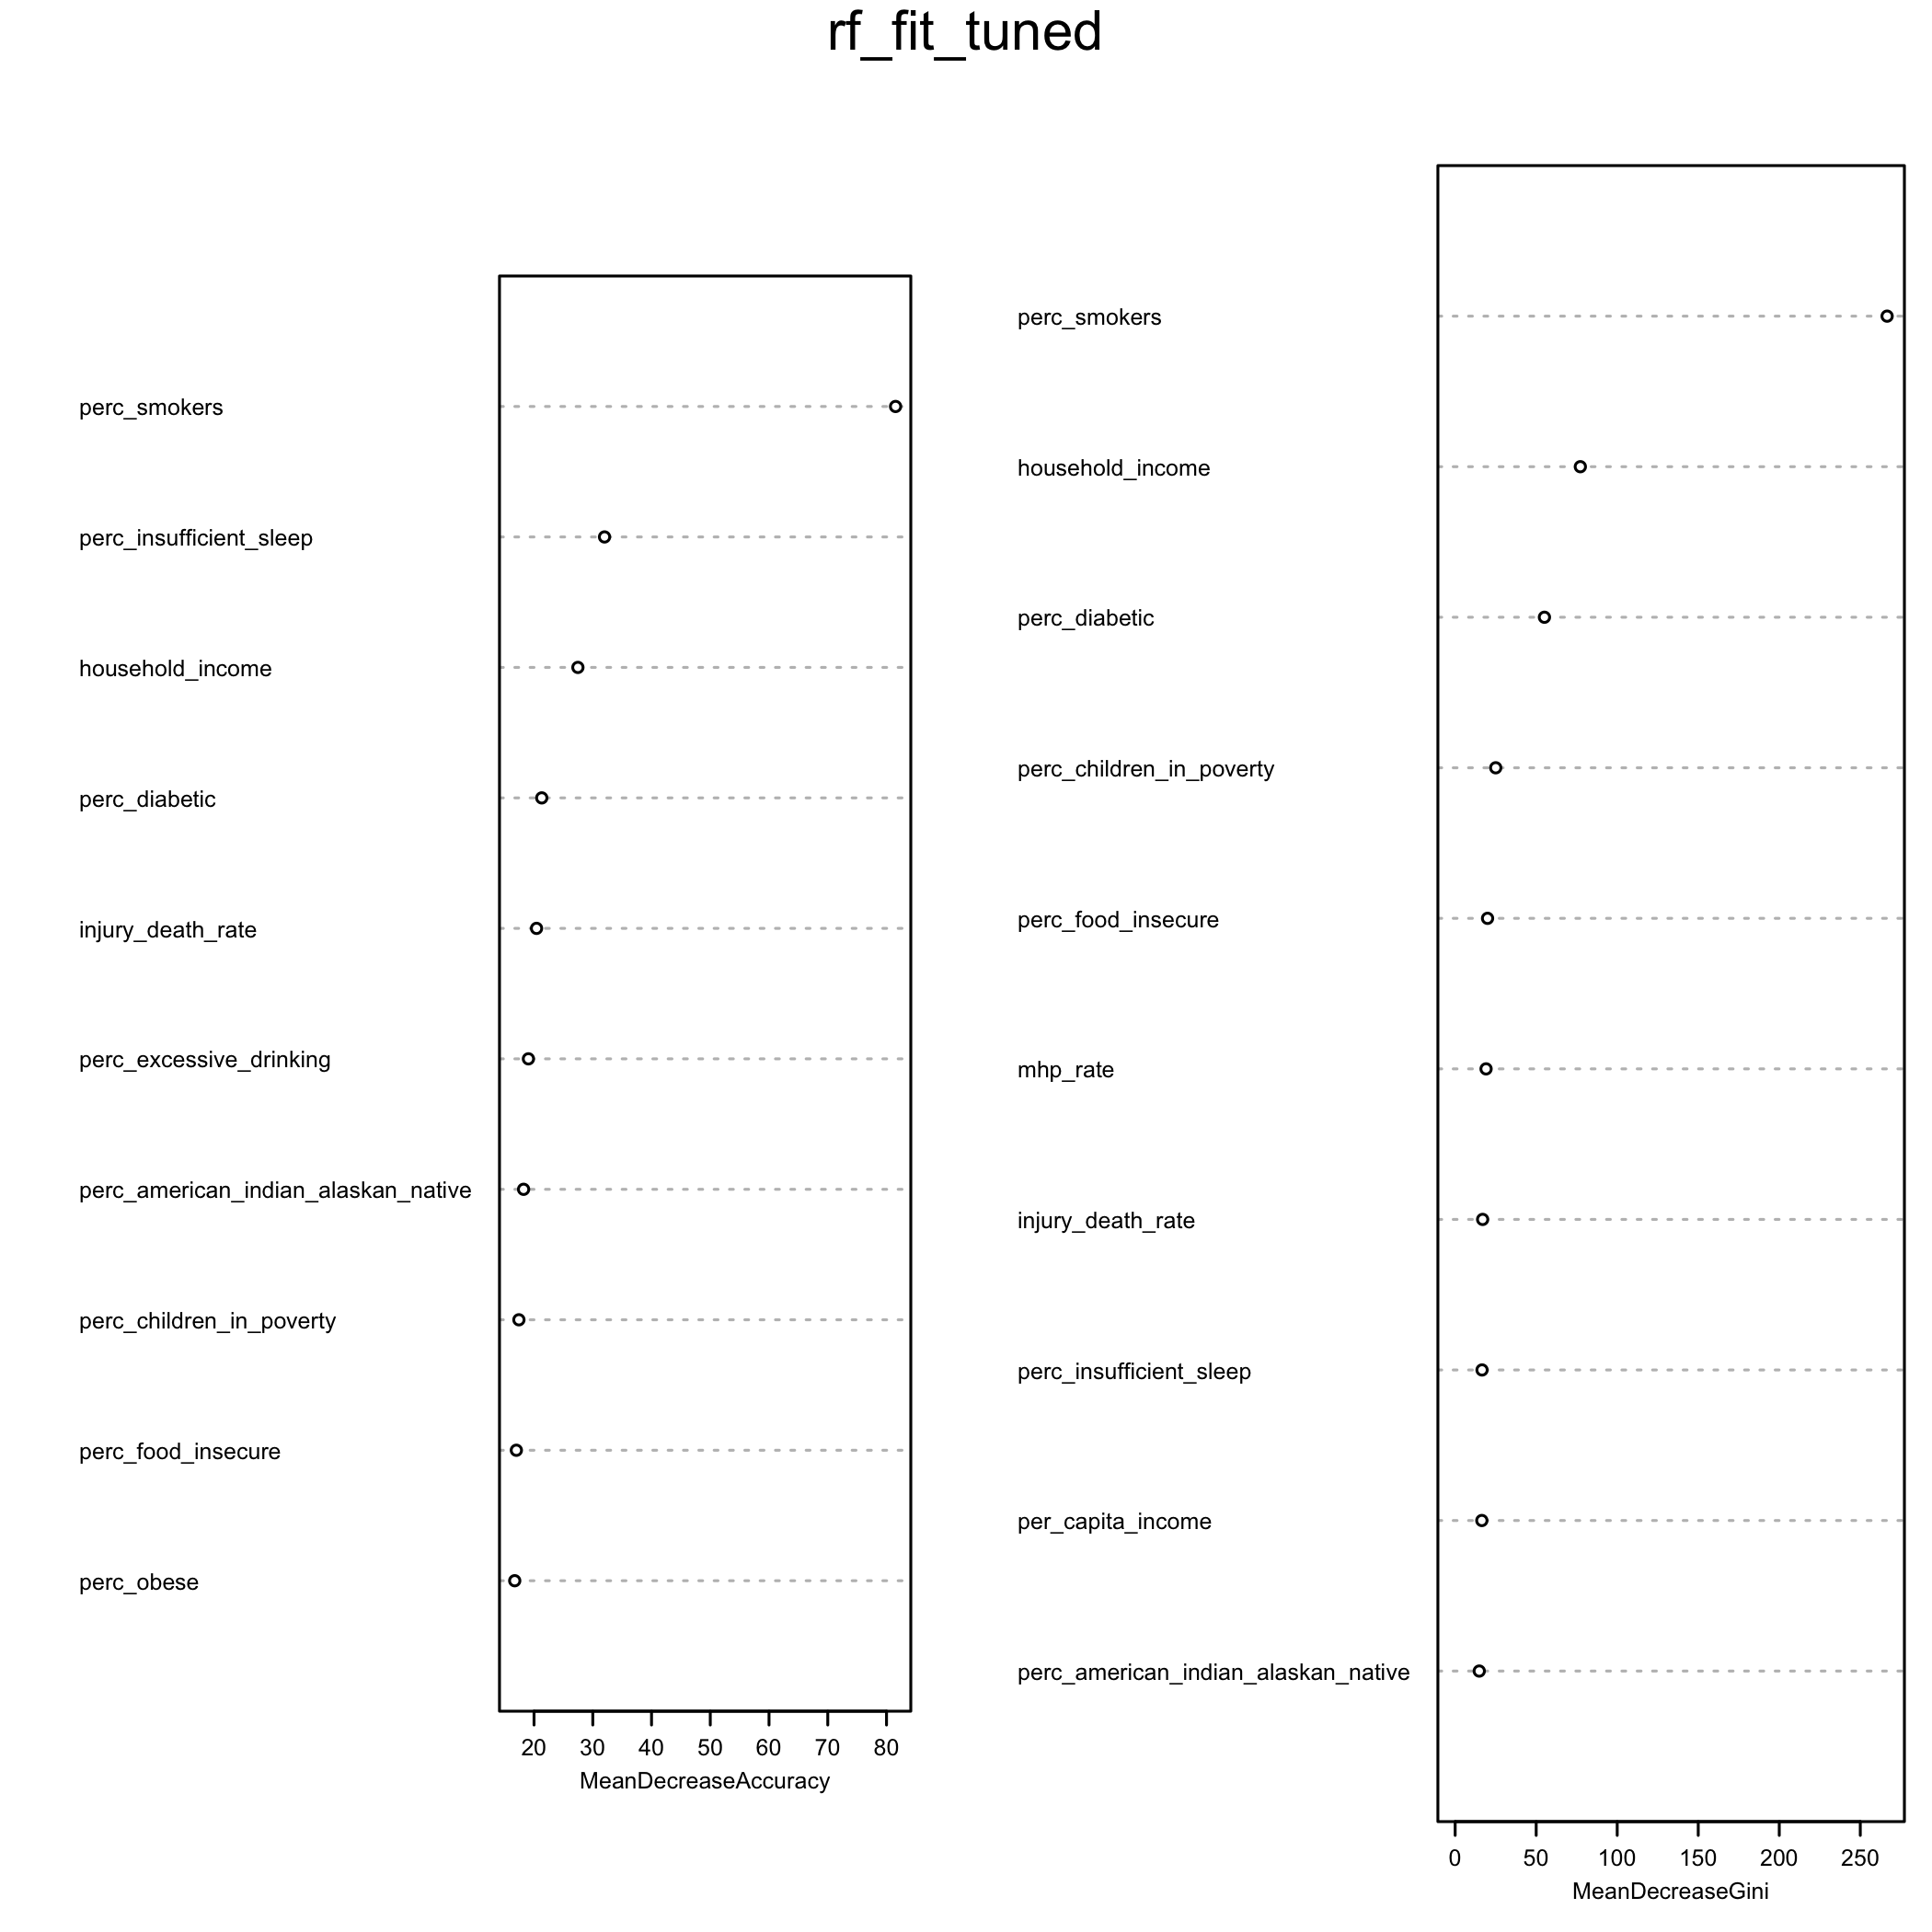 rf_fit_tuned
perc_smokers
perc_insufficient_sleep
household_income
perc_diabetic
injury_death_rate
perc_excessive_drinking
perc_american_indian_alaskan_native
perc_children_in_poverty
perc_food_insecure
perc_obese
20 30 40 50 60 70 80
MeanDecreaseAccuracy
perc_smokers
household_income
perc_diabetic
perc_children_in_poverty
perc_food_insecure
mhp_rate
injury_death_rate
perc_insufficient_sleep
per_capita_income
perc_american_indian_alaskan_native
0 50 100 150 200 250
MeanDecreaseGini